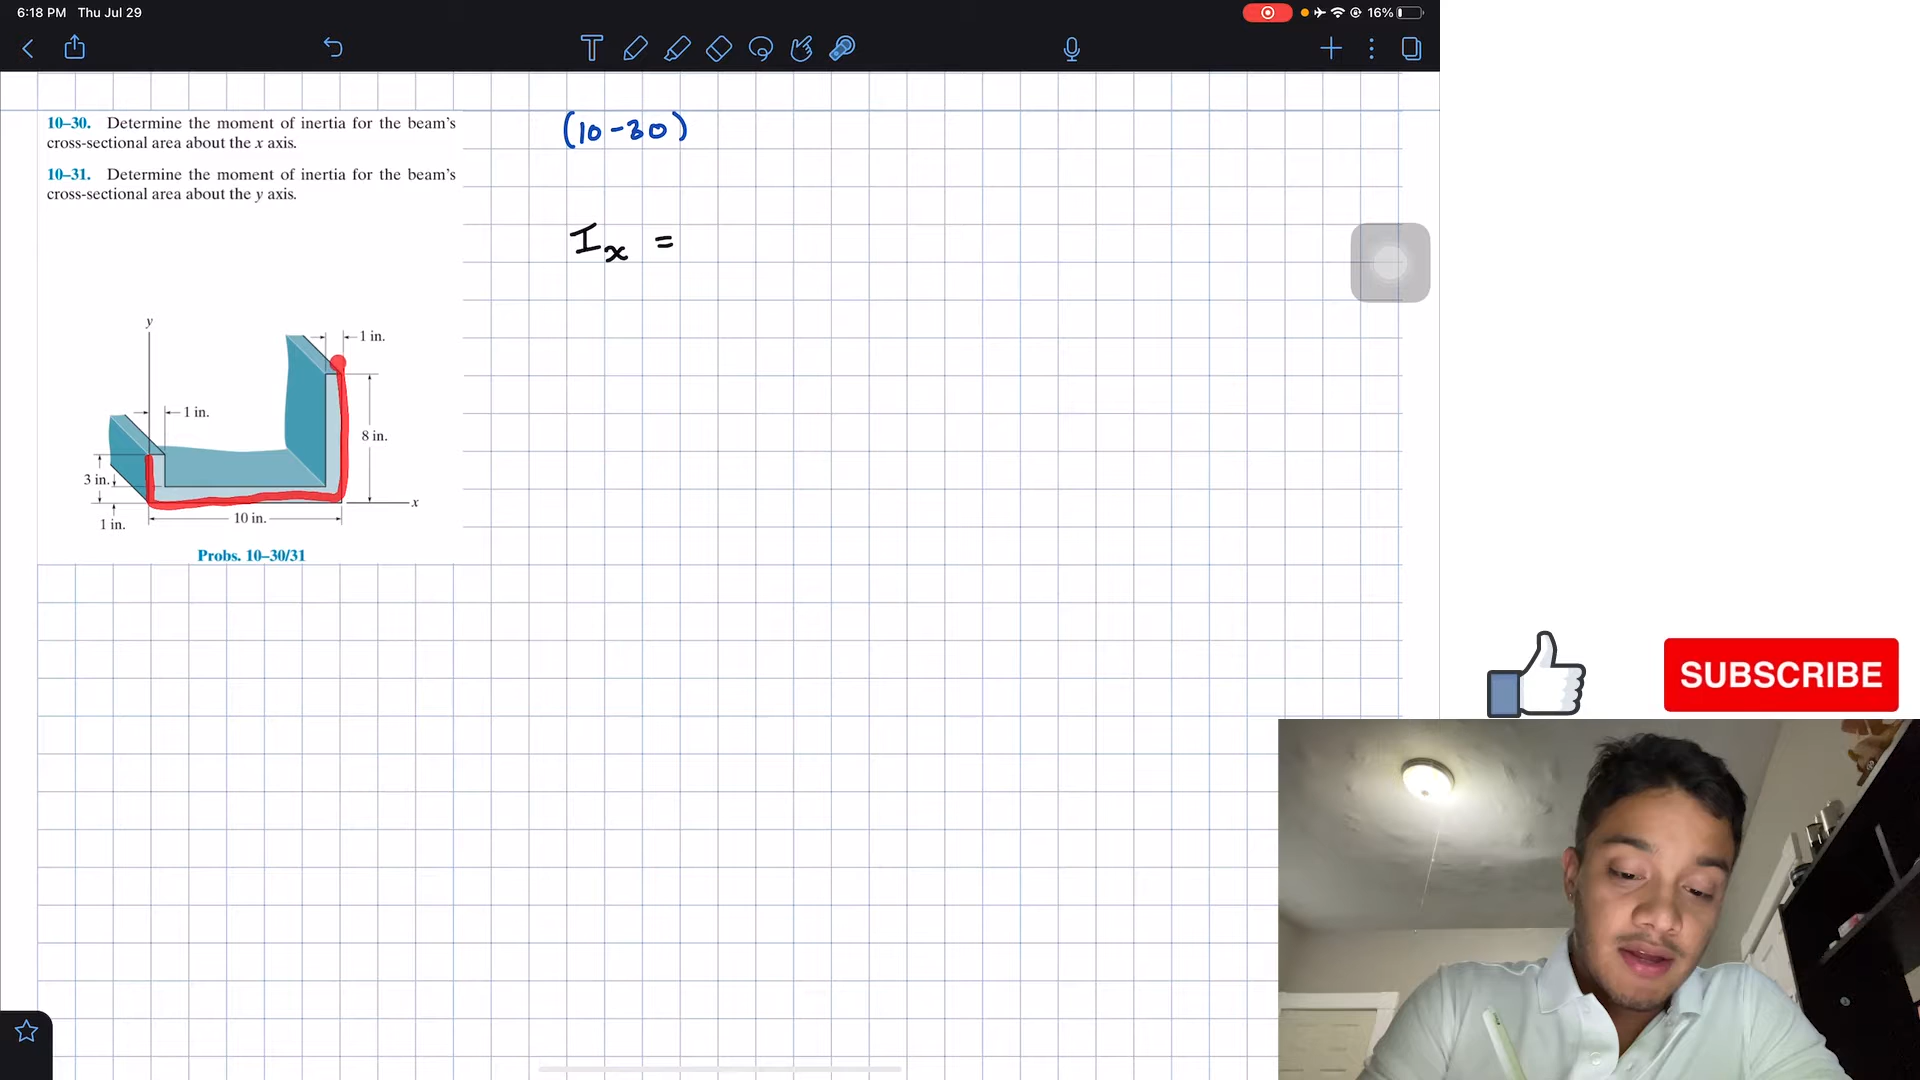 6:18 PM Thu Jul 29
16%
10–30. Determine the moment of inertia for the beam's
cross-sectional area about the x axis.
10–31. Determine the moment of inertia for the beam's
cross-sectional area about the y axis.
(10-30)
Ix =
y
1 in.
1 in.
8 in.
3 in.
x
10 in.
1 in.
Probs. 10–30/31
SUBSCRIBE